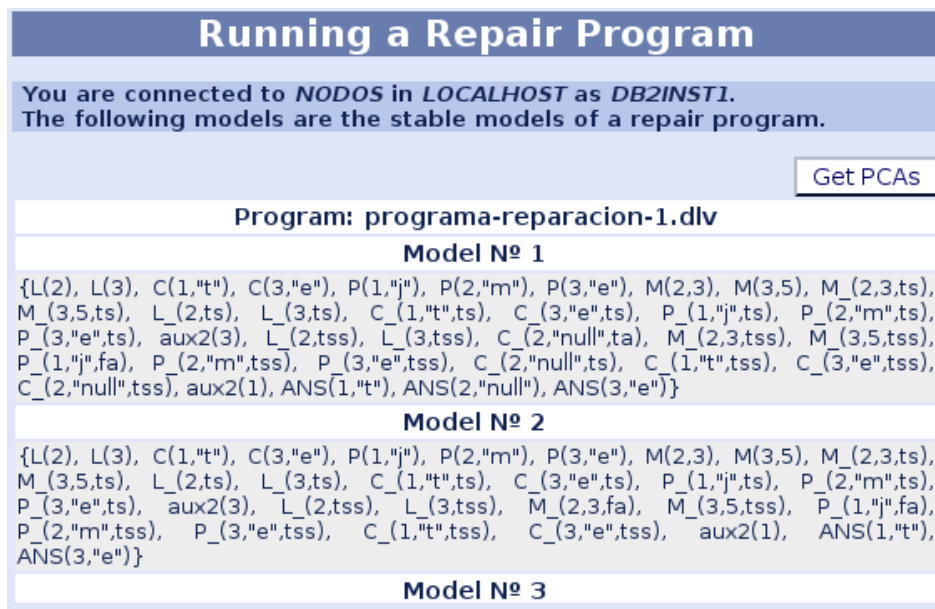 Running a Repair Program
You are connected to NODOS in LOCALHOST as DB2INST1.
The following models are the stable models of a repair program.
Get PCAs
Program: programa-reparacion-1.dlv
Model Nº 1
{L(2), L(3), C(1,"t"), C(3,"e"), P(1,"j"), P(2,"m"), P(3,"e"), M(2,3), M(3,5), M_(2,3,ts),
M_(3,5,ts), L_(2,ts), L_(3,ts), C_(1,"t",ts), C_(3,"e",ts), P_(1,"j",ts), P_(2,"m",ts),
P_(3,"e",ts), aux2(3), L_(2,tss), L_(3,tss), C_(2,"null",ta), M_(2,3,tss), M_(3,5,tss),
P_(1,"j",fa), P_(2,"m",tss), P_(3,"e",tss), C_(2,"null",ts), C_(1,"t",tss), C_(3,"e",tss),
C_(2,"null",tss), aux2(1), ANS(1,"t"), ANS(2,"null"), ANS(3,"e")}
Model Nº 2
{L(2), L(3), C(1,"t"), C(3,"e"), P(1,"j"), P(2,"m"), P(3,"e"), M(2,3), M(3,5), M_(2,3,ts),
M_(3,5,ts), L_(2,ts), L_(3,ts), C_(1,"t",ts), C_(3,"e",ts), P_(1,"j",ts), P_(2,"m",ts),
P_(3,"e",ts), aux2(3), L_(2,tss), L_(3,tss), M_(2,3,fa), M_(3,5,tss), P_(1,"j",fa),
P_(2,"m",tss), P_(3,"e",tss), C_(1,"t",tss), C_(3,"e",tss), aux2(1), ANS(1,"t"),
ANS(3,"e")}
Model Nº 3